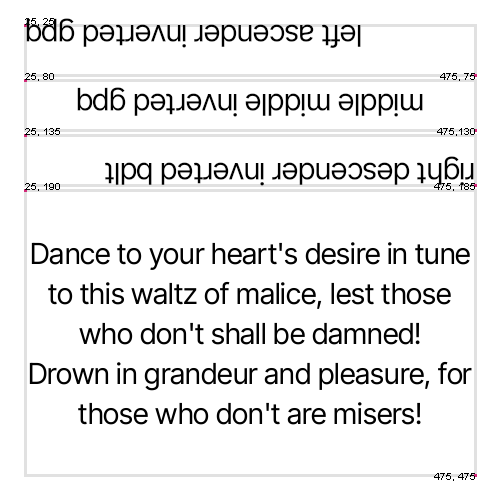 25, 25
left ascender inverted gpq
475, 75
25, 80
middle middle inverted gpq
475,130
25, 135
right descender inverted bdlt
475, 185
25, 190
Dance to your heart's desire in tune
to this waltz of malice, lest those
who don't shall be damned!
Drown in grandeur and pleasure, for
those who don't are misers!
475, 475